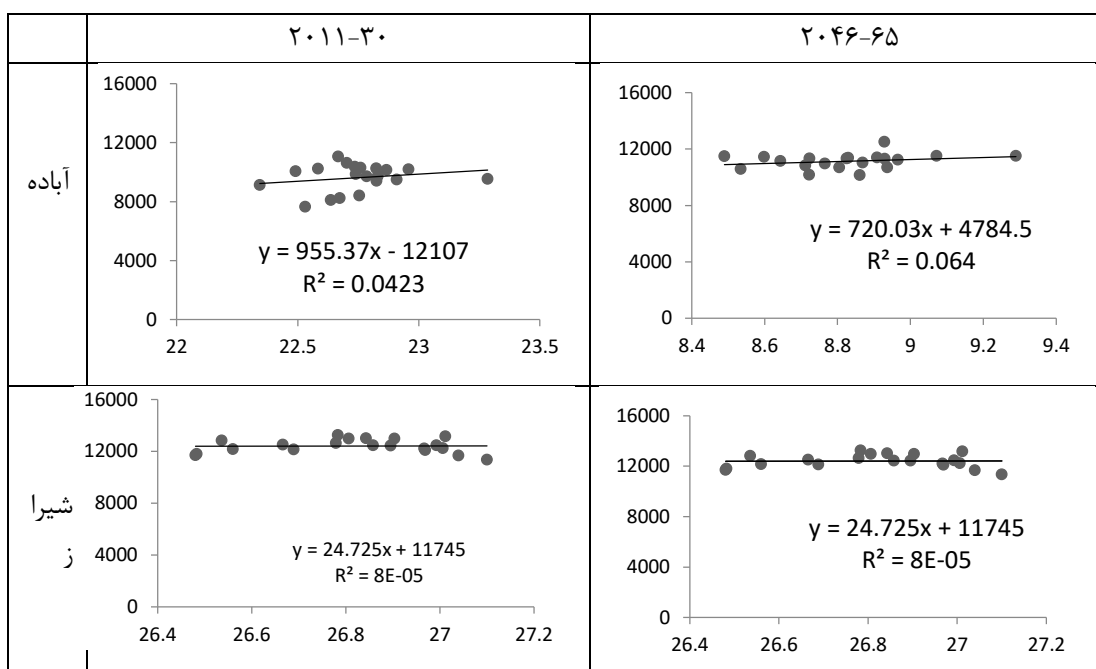 ۲۰۱۱-۳۰
۲۰۴۶-۶۵
آباده
16000
12000
8000
4000
0
22 22.5 23 23.5
y = 955.37x - 12107
R² = 0.0423
16000
12000
8000
4000
0
8.4 8.6 8.8 9 9.2 9.4
y = 720.03x + 4784.5
R² = 0.064
شیرا
ز
16000
12000
8000
4000
0
26.4 26.6 26.8 27 27.2
y = 24.725x + 11745
R² = 8E-05
16000
12000
8000
4000
0
26.4 26.6 26.8 27 27.2
y = 24.725x + 11745
R² = 8E-05